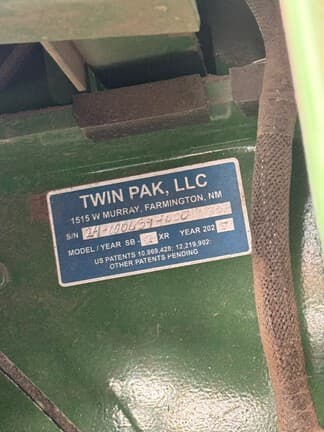 TWIN PAK, LLC
1515 W MURRAY, FARMINGTON, NM
S/N
MODEL / YEAR SB - XR YEAR 202
US PATENTS 10,969,428; 12,219,902;
OTHER PATENTS PENDING